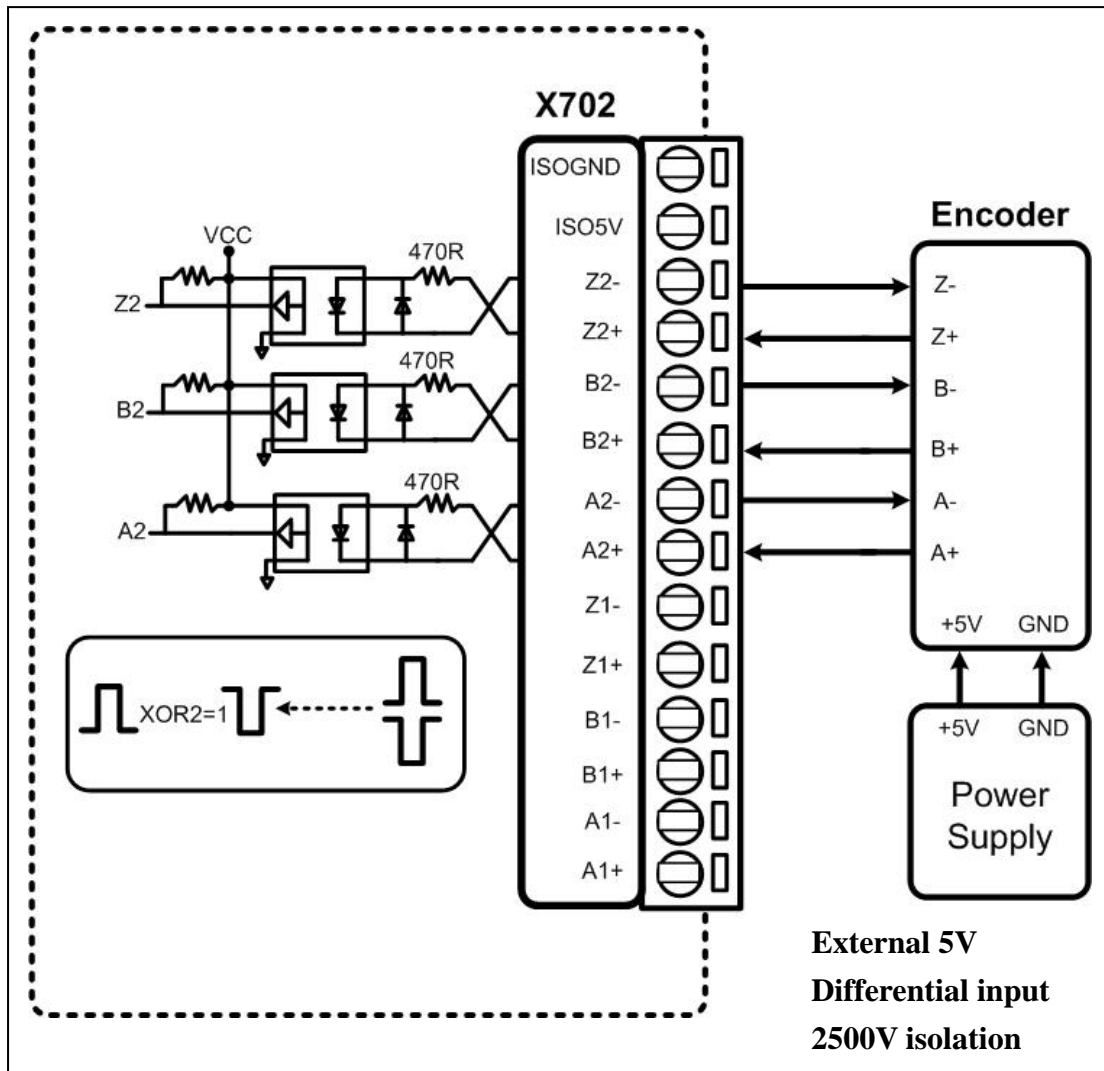 X702
ISOGND
ISO5V
Z2-
Z2+
B2-
B2+
A2-
A2+
Z1-
Z1+
B1-
B1+
A1-
A1+
VCC
470R
Z2
470R
B2
470R
A2
XOR2=1
Encoder
Z-
Z+
B-
B+
A-
A+
+5V GND
+5V GND
Power
Supply
External 5V
Differential input
2500V isolation